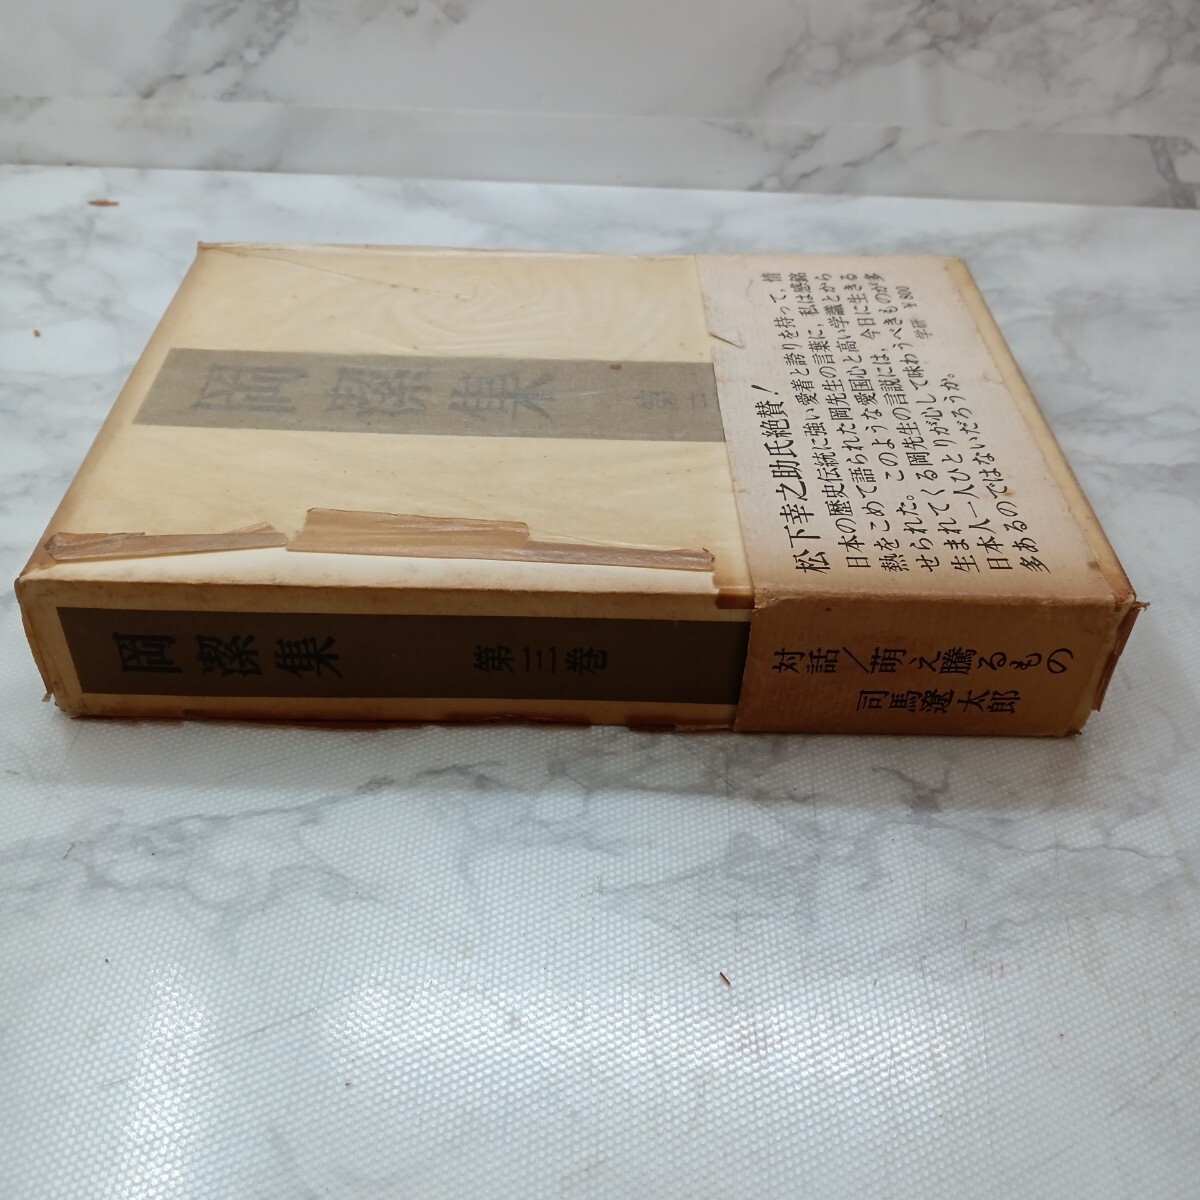 岡潔集
第三
松下幸之助氏絶賛！
日本の歴史伝統に強い愛着と誇りを持って、情
熱をこめて語られた岡先生の言葉に、私は感銘
せられた。このような愛国心と高い学識とから
生まれてくる岡先生の言説には、今日に生きる
日本人一人ひとりが心して味わうべきものが多
多あるのではないだろうか。
学研 ¥800
岡潔集 第三巻
対話／萌え騰るもの
司馬遼太郎